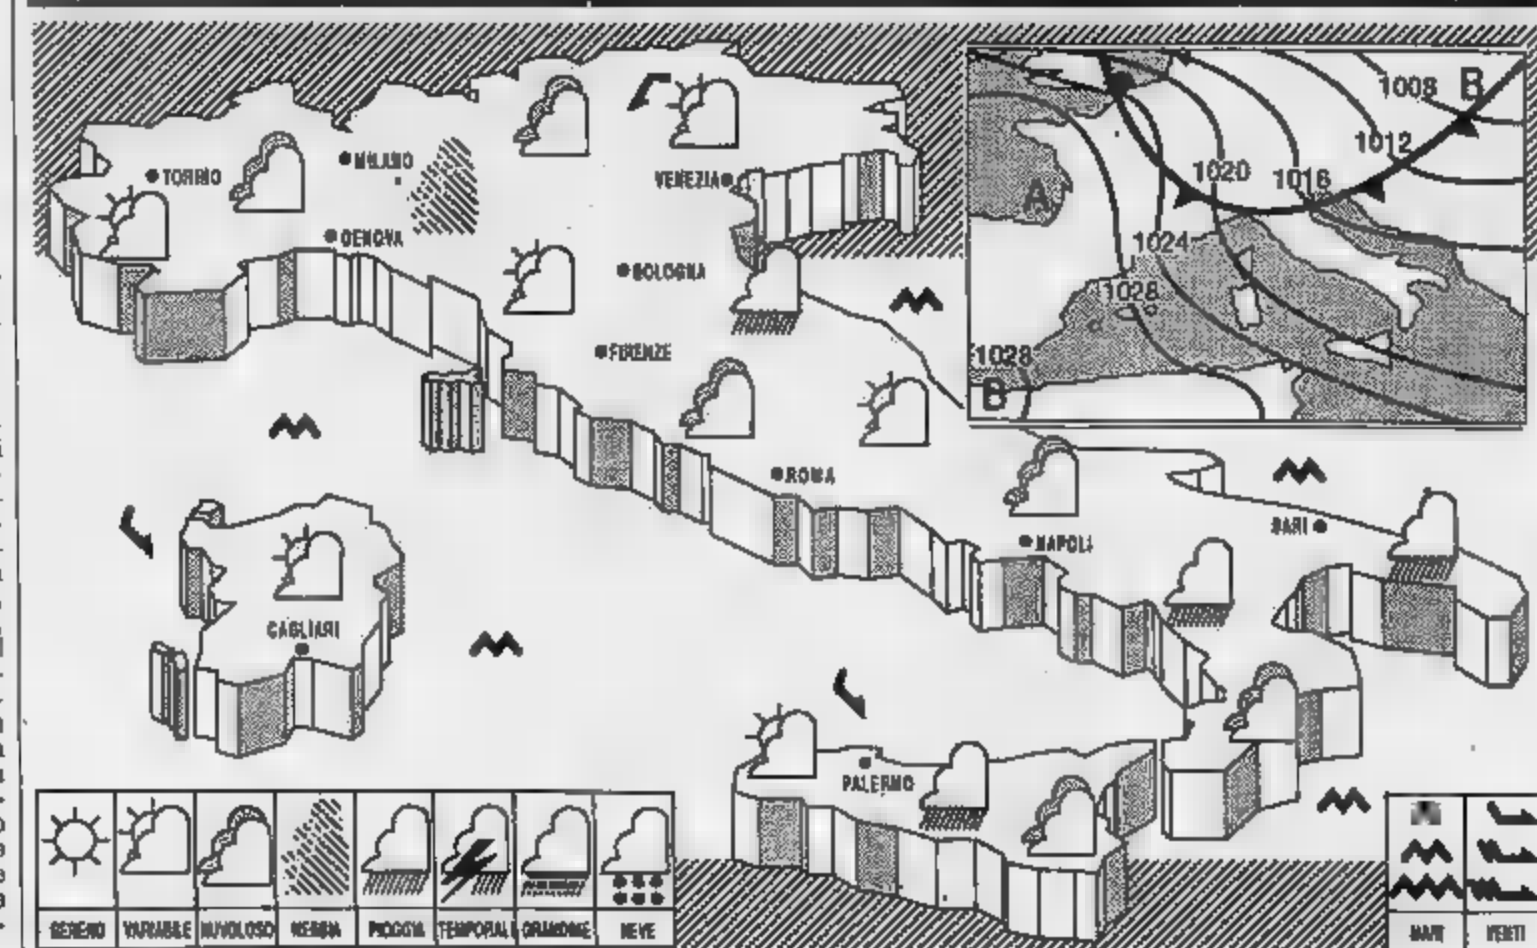 TORINO
MILANO
VENEZIA
GENOVA
BOLOGNA
FIRENZE
ROMA
NAPOLI
BARI
CAGLIARI
PALERMO
1008
B
1012
1020
1016
A
1024
1028
1028
B
SERENO VARIABILE NUVOLOSO NEBBIA PIOGGIA TEMPORALI GRANDINE NEVE
MARI VENTI